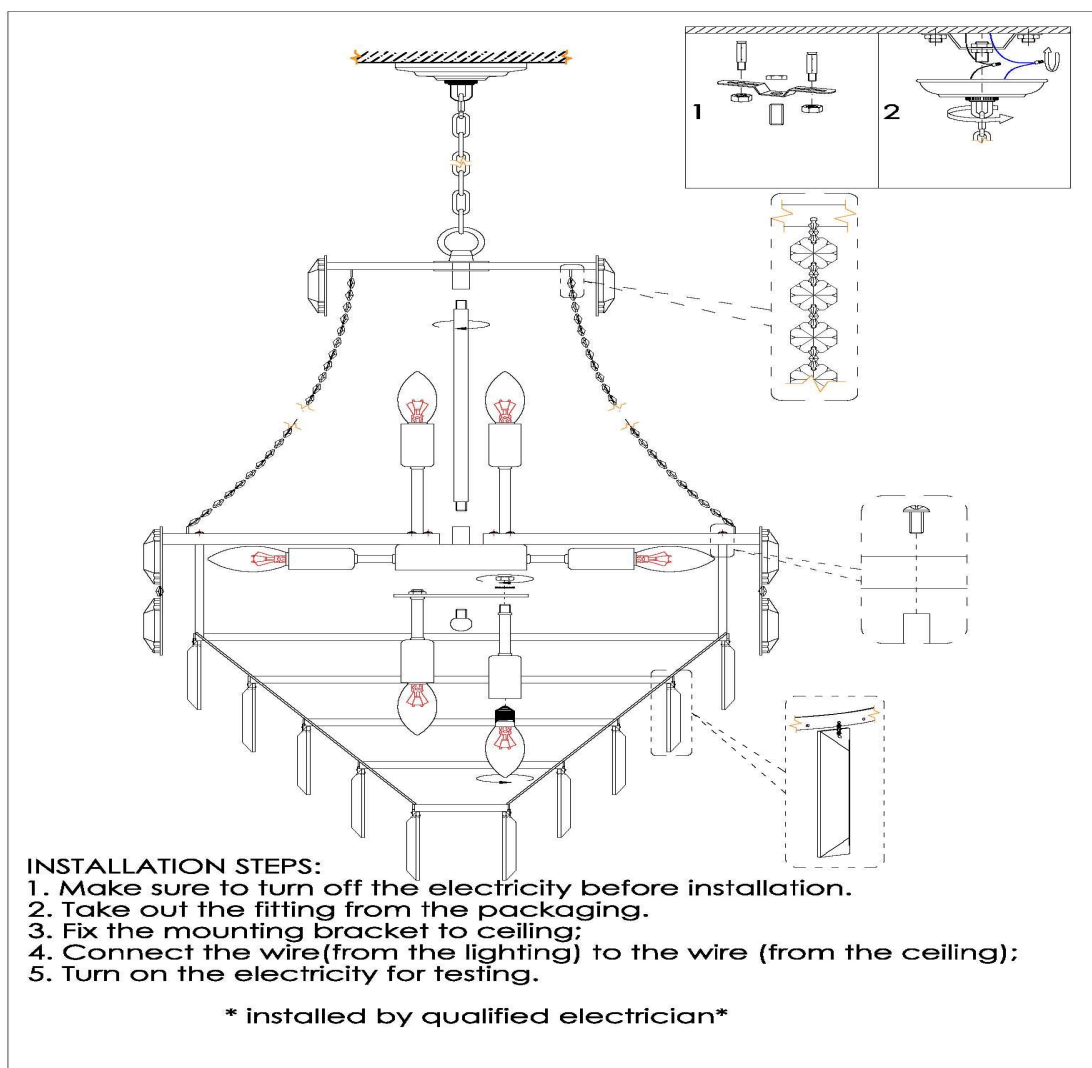 1
2
INSTALLATION STEPS:
1. Make sure to turn off the electricity before installation.
2. Take out the fitting from the packaging.
3. Fix the mounting bracket to ceiling;
4. Connect the wire(from the lighting) to the wire (from the ceiling);
5. Turn on the electricity for testing.
* installed by qualified electrician*